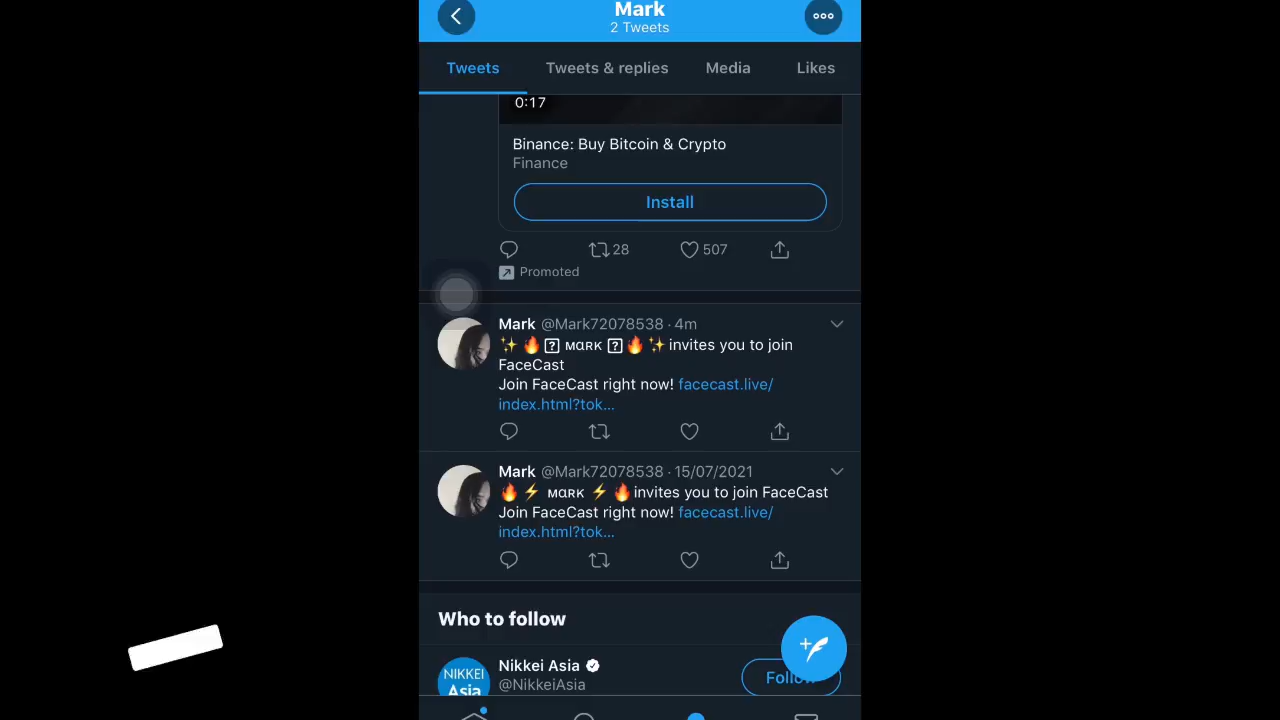 Mark
2 Tweets
Tweets
Tweets & replies
Media
Likes
0:17
Binance: Buy Bitcoin & Crypto
Finance
Install
28
507
Promoted
Mark @Mark72078538 · 4m
✨ 🔥 ? ᴍαʀᴋ ? 🔥 ✨ invites you to join
FaceCast
Join FaceCast right now! facecast.live/
index.html?tok...
Mark @Mark72078538 · 15/07/2021
🔥 ⚡ ᴍαʀᴋ ⚡ 🔥invites you to join FaceCast
Join FaceCast right now! facecast.live/
index.html?tok...
Who to follow
NIKKEI
Asia
Nikkei Asia
@NikkeiAsia
Follow